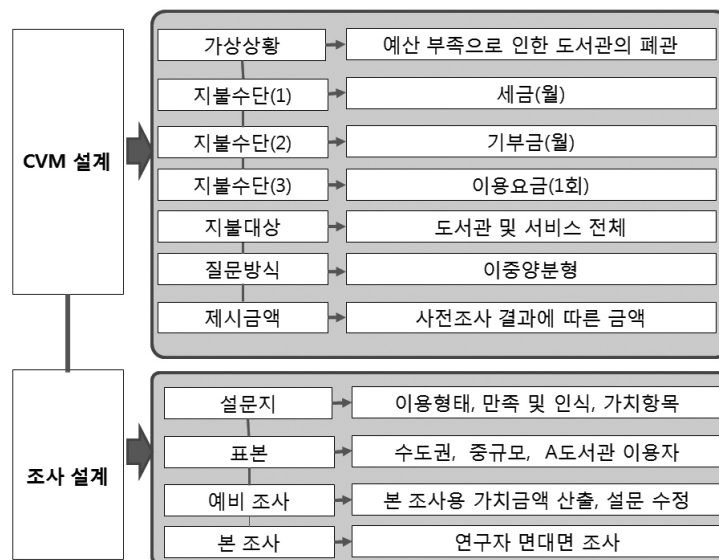 CVM 설계
가상상황
예산 부족으로 인한 도서관의 폐관
지불수단(1)
세금(월)
지불수단(2)
기부금(월)
지불수단(3)
이용요금(1회)
지불대상
도서관 및 서비스 전체
질문방식
이중양분형
제시금액
사전조사 결과에 따른 금액
조사 설계
설문지
이용형태, 만족 및 인식, 가치항목
표본
수도권, 중규모, A도서관 이용자
예비 조사
본 조사용 가치금액 산출, 설문 수정
본 조사
연구자 면대면 조사